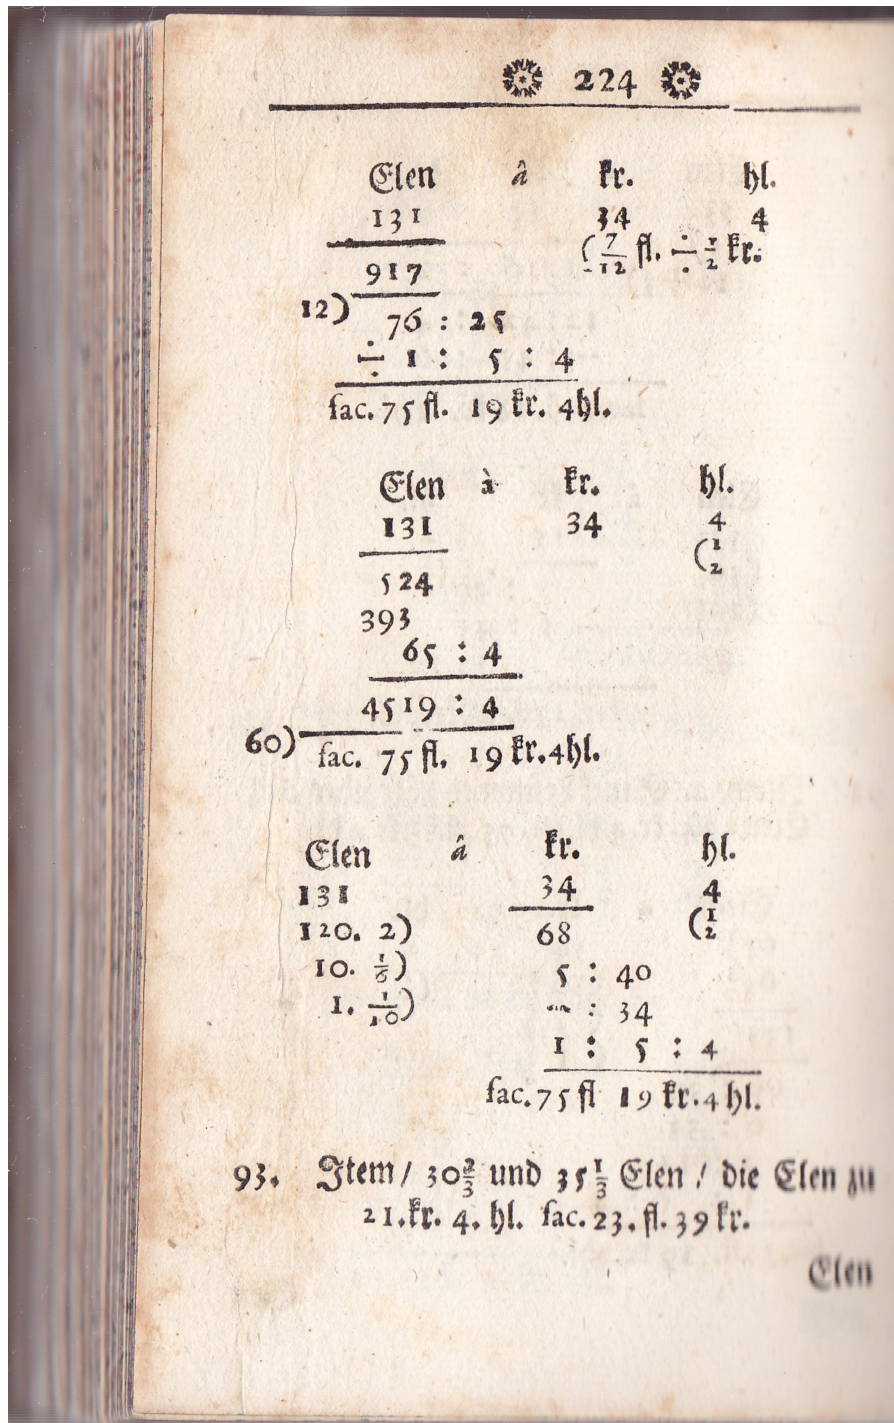 224
Elen â kr. hl.
131 34 4
( 7/12 fl. ÷ 1/2 kr.
917
12)
76 : 25
÷ 1 : 5 : 4
fac. 75 fl. 19 kr. 4hl.
Elen à kr. hl.
131 34 4
( 1/2
524
393
65 : 4
4519 : 4
60) fac. 75 fl. 19 kr. 4hl.
Elen â kr. hl.
131 34 4
120. 2) 68 ( 1/2
10. 1/6) 5 : 40
1. 1/10) : 34
1 : 5 : 4
fac. 75 fl 19 kr. 4 hl.
93. Item / 30 2/3 und 35 1/3 Elen / die Elen zu
21. kr. 4. hl. fac. 23. fl. 39 kr.
Elen